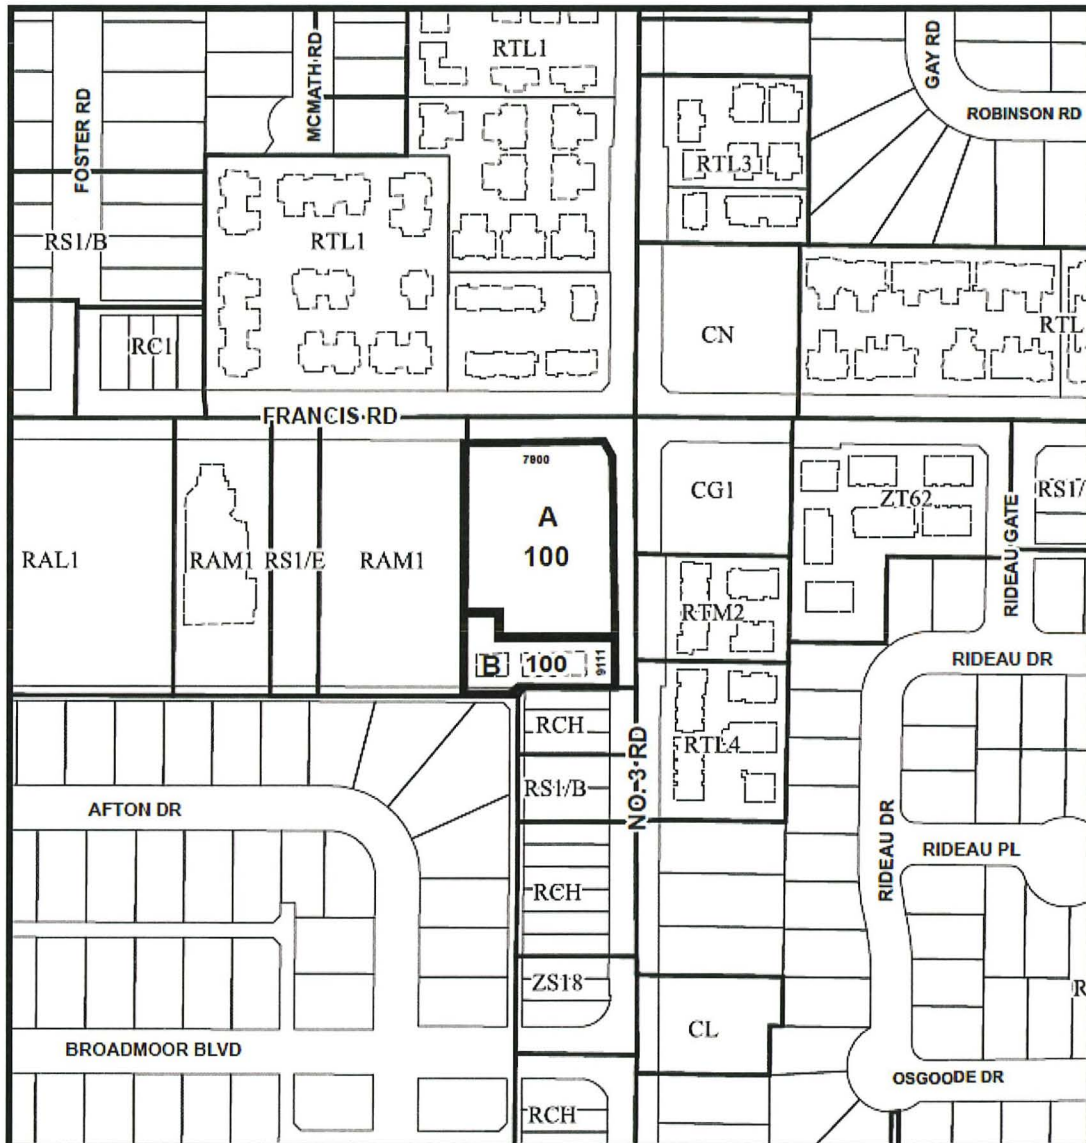 RTL1
GAY RD
MCMATH RD
ROBINSON RD
FOSTER RD
RTL3
RS1/B
RTL1
CN
RTL
RC1
FRANCIS RD
7900
CG1
ZT62
RS1/
A
100
RAL1
RAM1
RS1/E
RAM1
RIDEAU GATE
RTM2
B
100
9111
RIDEAU DR
RCH
NO. 3 RD
RTL4
RS1/B
AFTON DR
RIDEAU DR
RIDEAU PL
RCH
ZS18
R
CL
BROADMOOR BLVD
OSGOODE DR
RCH